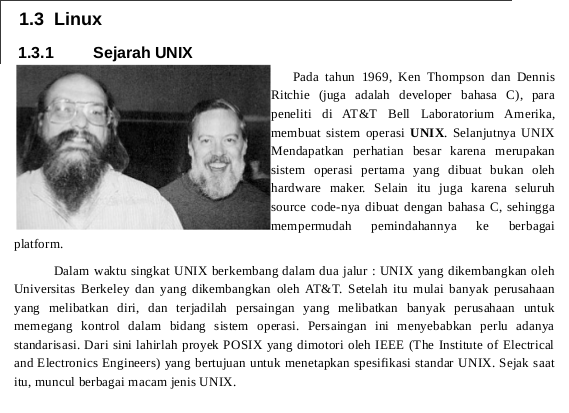 1.3 Linux
1.3.1 Sejarah UNIX
Pada tahun 1969, Ken Thompson dan Dennis
Ritchie (juga adalah developer bahasa C), para
peneliti di AT&T Bell Laboratorium Amerika,
membuat sistem operasi UNIX. Selanjutnya UNIX
Mendapatkan perhatian besar karena merupakan
sistem operasi pertama yang dibuat bukan oleh
hardware maker. Selain itu juga karena seluruh
source code-nya dibuat dengan bahasa C, sehingga
mempermudah pemindahannya ke berbagai
platform.
Dalam waktu singkat UNIX berkembang dalam dua jalur : UNIX yang dikembangkan oleh
Universitas Berkeley dan yang dikembangkan oleh AT&T. Setelah itu mulai banyak perusahaan
yang melibatkan diri, dan terjadilah persaingan yang melibatkan banyak perusahaan untuk
memegang kontrol dalam bidang sistem operasi. Persaingan ini menyebabkan perlu adanya
standarisasi. Dari sini lahirlah proyek POSIX yang dimotori oleh IEEE (The Institute of Electrical
and Electronics Engineers) yang bertujuan untuk menetapkan spesifikasi standar UNIX. Sejak saat
itu, muncul berbagai macam jenis UNIX.